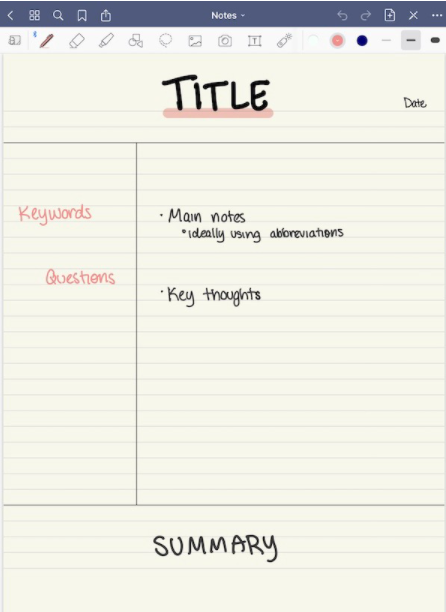 Notes
TITLE
Date
Keywords
· Main notes
° ideally using abbreviations
Questions
· Key thoughts
SUMMARY